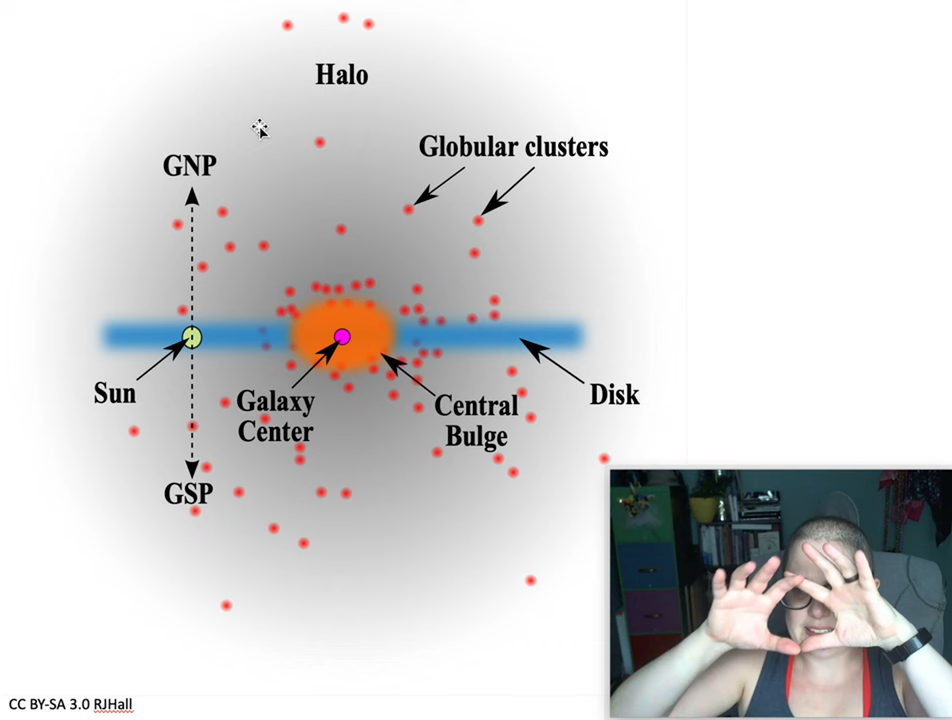 Halo
Globular clusters
GNP
Sun
Galaxy
Center
Central
Bulge
Disk
GSP
CC BY-SA 3.0 RJHall